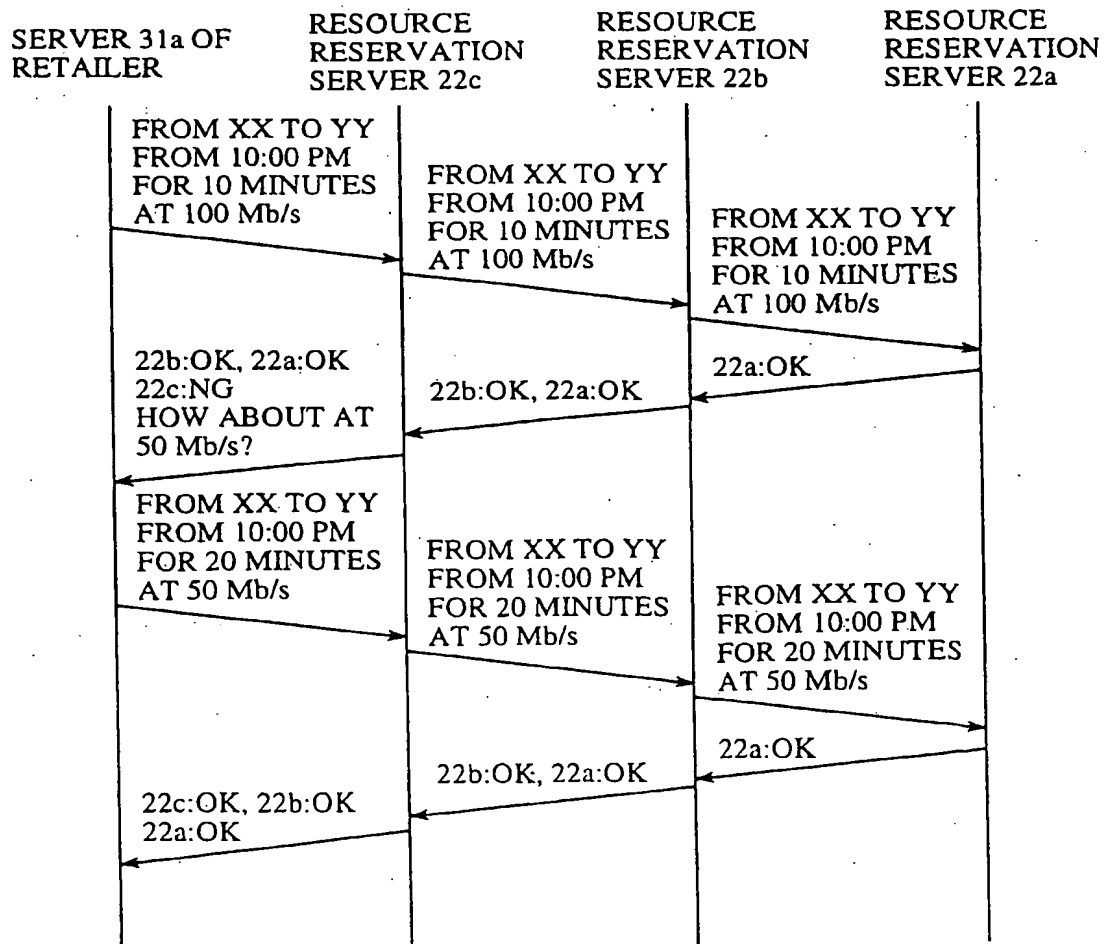 SERVER 31a OF
RETAILER
RESOURCE
RESERVATION
SERVER 22c
RESOURCE
RESERVATION
SERVER 22b
RESOURCE
RESERVATION
SERVER 22a
FROM XX TO YY
FROM 10:00 PM
FOR 10 MINUTES
AT 100 Mb/s
FROM XX TO YY
FROM 10:00 PM
FOR 10 MINUTES
AT 100 Mb/s
FROM XX TO YY
FROM 10:00 PM
FOR 10 MINUTES
AT 100 Mb/s
22a:OK
22b:OK, 22a:OK
22b:OK, 22a:OK
22c:NG
HOW ABOUT AT
50 Mb/s?
FROM XX TO YY
FROM 10:00 PM
FOR 20 MINUTES
AT 50 Mb/s
FROM XX TO YY
FROM 10:00 PM
FOR 20 MINUTES
AT 50 Mb/s
FROM XX TO YY
FROM 10:00 PM
FOR 20 MINUTES
AT 50 Mb/s
22a:OK
22b:OK, 22a:OK
22c:OK, 22b:OK
22a:OK